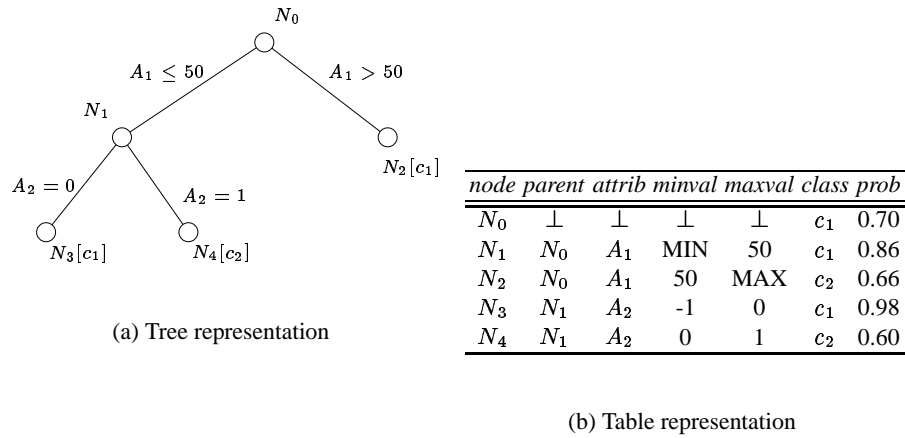 N₀
A₁ ≤ 50
A₁ > 50
N₁
N₂[c₁]
A₂ = 0
A₂ = 1
N₃[c₁]
N₄[c₂]
(a) Tree representation
node parent attrib minval maxval class prob
N₀ ⊥ ⊥ ⊥ ⊥ c₁ 0.70
N₁ N₀ A₁ MIN 50 c₁ 0.86
N₂ N₀ A₁ 50 MAX c₂ 0.66
N₃ N₁ A₂ -1 0 c₁ 0.98
N₄ N₁ A₂ 0 1 c₂ 0.60
(b) Table representation